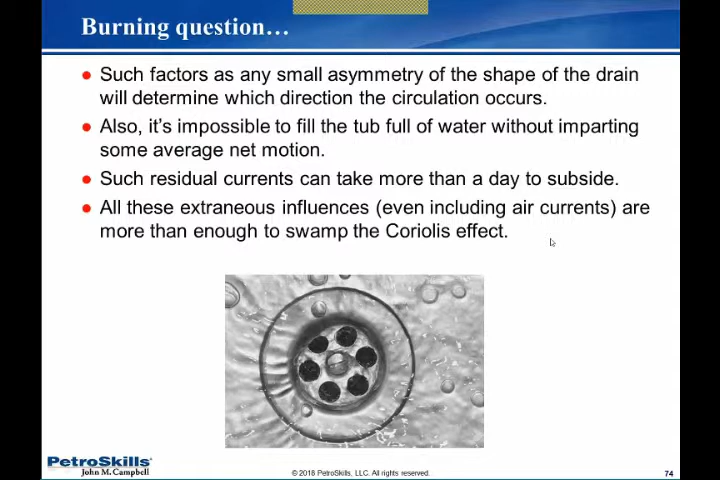 Burning question…
Such factors as any small asymmetry of the shape of the drain
will determine which direction the circulation occurs.
Also, it's impossible to fill the tub full of water without imparting
some average net motion.
Such residual currents can take more than a day to subside.
All these extraneous influences (even including air currents) are
more than enough to swamp the Coriolis effect.
PetroSkills
John M. Campbell
© 2018 PetroSkills, LLC. All rights reserved.
74